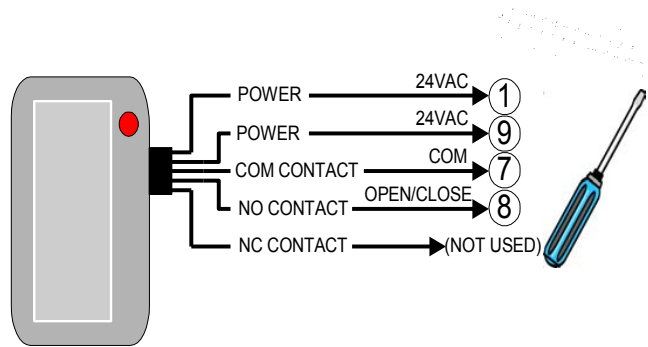 POWER 24VAC 1
POWER 24VAC 9
COM CONTACT COM 7
NO CONTACT OPEN/CLOSE 8
NC CONTACT (NOT USED)